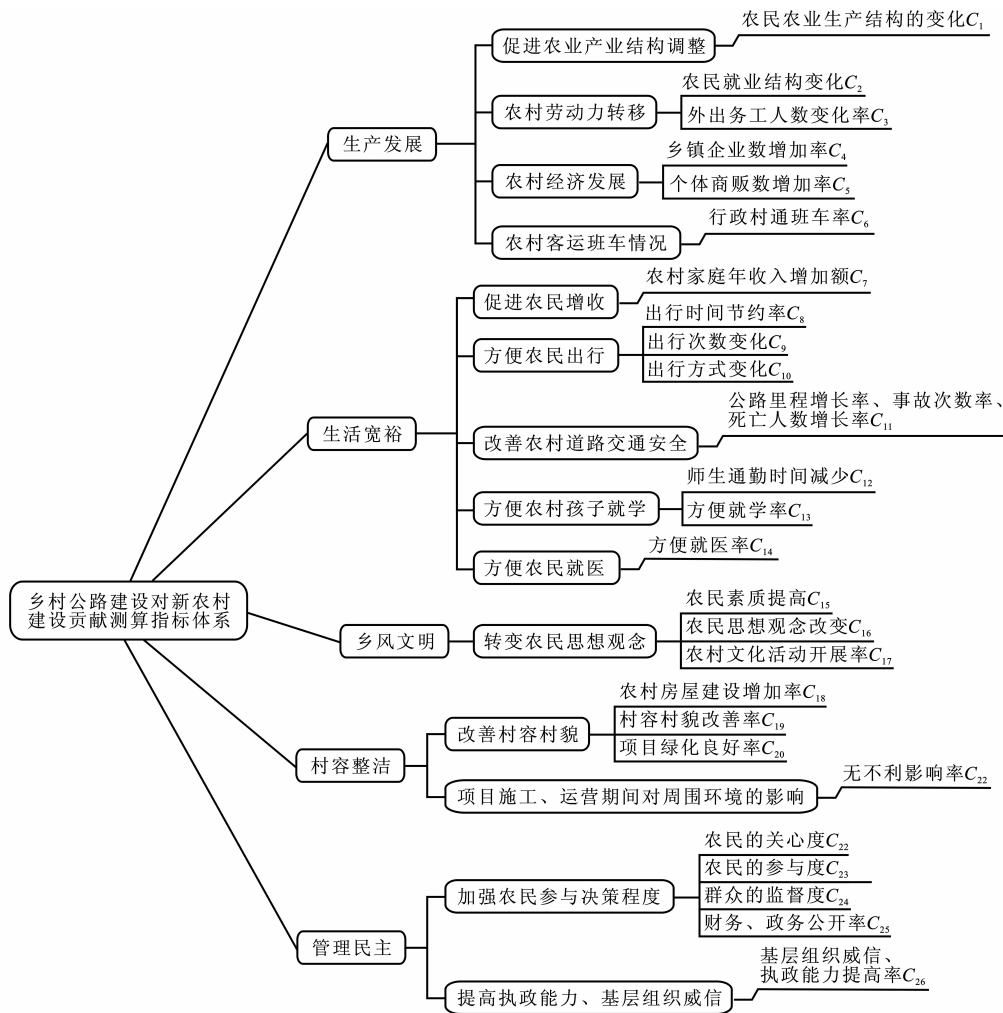 农民农业生产结构的变化C₁
促进农业产业结构调整
农民就业结构变化C₂
农村劳动力转移
外出务工人数变化率C₃
生产发展
乡镇企业数增加率C₄
农村经济发展
个体商贩数增加率C₅
行政村通班车率C₆
农村客运班车情况
农村家庭年收入增加额C₇
促进农民增收
出行时间节约率C₈
方便农民出行
出行次数变化C₉
出行方式变化C₁₀
生活宽裕
公路里程增长率、事故次数率、
死亡人数增长率C₁₁
改善农村道路交通安全
师生通勤时间减少C₁₂
方便农村孩子就学
方便就学率C₁₃
方便就医率C₁₄
方便农民就医
乡村公路建设对新农村
建设贡献测算指标体系
乡风文明
转变农民思想观念
农民素质提高C₁₅
农民思想观念改变C₁₆
农村文化活动开展率C₁₇
农村房屋建设增加率C₁₈
改善村容村貌
村容村貌改善率C₁₉
项目绿化良好率C₂₀
村容整洁
无不利影响率C₂₂
项目施工、运营期间对周围环境的影响
农民的关心度C₂₂
农民的参与度C₂₃
加强农民参与决策程度
群众的监督度C₂₄
财务、政务公开率C₂₅
管理民主
基层组织威信、
执政能力提高率C₂₆
提高执政能力、基层组织威信